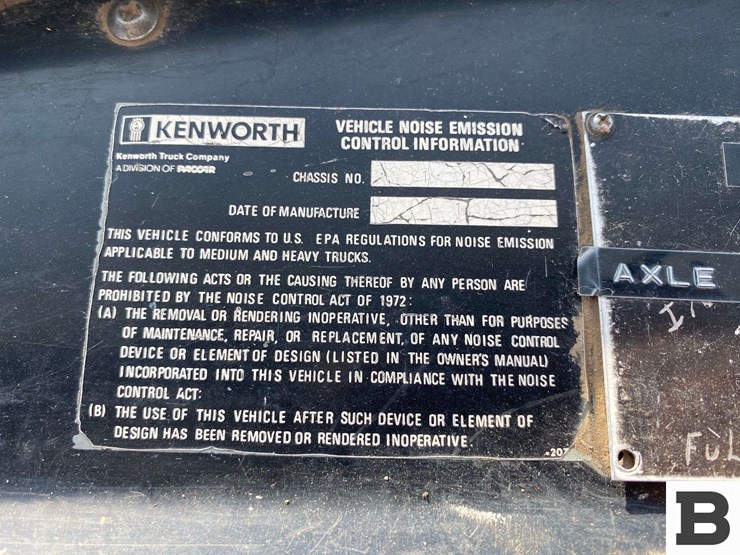 KENWORTH
Kenworth Truck Company
A DIVISION OF PACCAR
VEHICLE NOISE EMISSION
CONTROL INFORMATION
CHASSIS NO.
DATE OF MANUFACTURE
THIS VEHICLE CONFORMS TO U.S. EPA REGULATIONS FOR NOISE EMISSION
APPLICABLE TO MEDIUM AND HEAVY TRUCKS.
THE FOLLOWING ACTS OR THE CAUSING THEREOF BY ANY PERSON ARE
PROHIBITED BY THE NOISE CONTROL ACT OF 1972:
(A) THE REMOVAL OR RENDERING INOPERATIVE, OTHER THAN FOR PURPOSES
OF MAINTENANCE, REPAIR, OR REPLACEMENT, OF ANY NOISE CONTROL
DEVICE OR ELEMENT OF DESIGN (LISTED IN THE OWNER'S MANUAL)
INCORPORATED INTO THIS VEHICLE IN COMPLIANCE WITH THE NOISE
CONTROL ACT:
(B) THE USE OF THIS VEHICLE AFTER SUCH DEVICE OR ELEMENT OF
DESIGN HAS BEEN REMOVED OR RENDERED INOPERATIVE.
AXLE
B